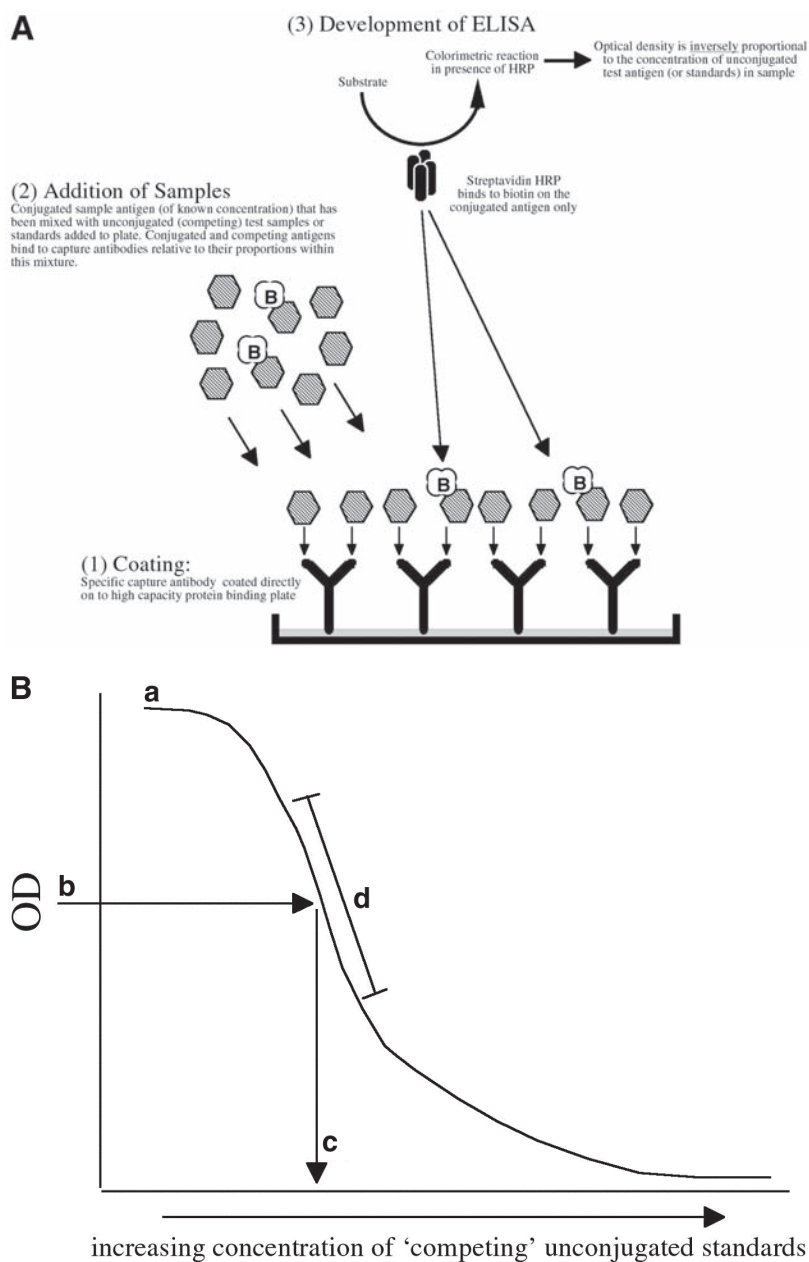 A
(3) Development of ELISA
Colorimetric reaction
in presence of HRP
Optical density is inversely proportional
to the concentration of unconjugated
test antigen (or standards) in sample
Substrate
Streptavidin HRP
binds to biotin on the
conjugated antigen only
(2) Addition of Samples
Conjugated sample antigen (of known concentration) that has
been mixed with unconjugated (competing) test samples or
standards added to plate. Conjugated and competing antigens
bind to capture antibodies relative to their proportions within
this mixture.
B
B
B
B
(1) Coating:
Specific capture antibody coated directly
on to high capacity protein binding plate
B
a
b
d
OD
c
increasing concentration of ‘competing’ unconjugated standards